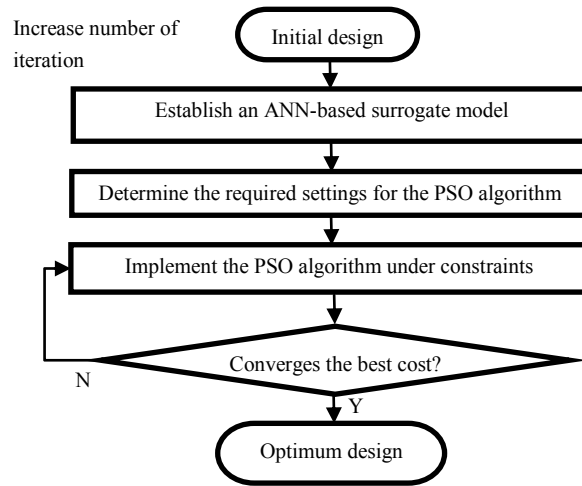 Increase number of
iteration
Initial design
Establish an ANN-based surrogate model
Determine the required settings for the PSO algorithm
Implement the PSO algorithm under constraints
Converges the best cost?
N
Y
Optimum design